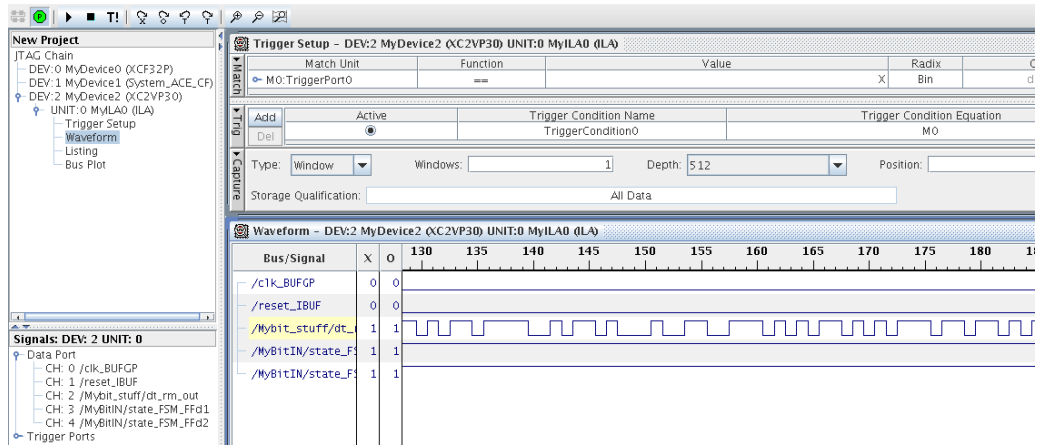 T!
New Project
JTAG Chain
DEV:0 MyDevice0 (XCF32P)
DEV:1 MyDevice1 (System_ACE_CF)
DEV:2 MyDevice2 (XC2VP30)
UNIT:0 MyILA0 (ILA)
Trigger Setup
Waveform
Listing
Bus Plot
Signals: DEV: 2 UNIT: 0
Data Port
CH: 0 /clk_BUFGP
CH: 1 /reset_IBUF
CH: 2 /Mybit_stuff/dt_rm_out
CH: 3 /MyBitIN/state_FSM_FFd1
CH: 4 /MyBitIN/state_FSM_FFd2
Trigger Ports
Trigger Setup - DEV:2 MyDevice2 (XC2VP30) UNIT:0 MyILA0 (ILA)
Match
Match Unit Function Value Radix
M0:TriggerPort0 == X Bin
Trig
Add Active Trigger Condition Name Trigger Condition Equation
Del TriggerCondition0 M0
Capture
Type: Window Windows: 1 Depth: 512 Position:
Storage Qualification: All Data
Waveform - DEV:2 MyDevice2 (XC2VP30) UNIT:0 MyILA0 (ILA)
Bus/Signal X O 130 135 140 145 150 155 160 165 170 175 180
/clk_BUFGP 0 0
/reset_IBUF 0 0
/Mybit_stuff/dt_ 1 1
/MyBitIN/state_FS 1 1
/MyBitIN/state_FS 1 1